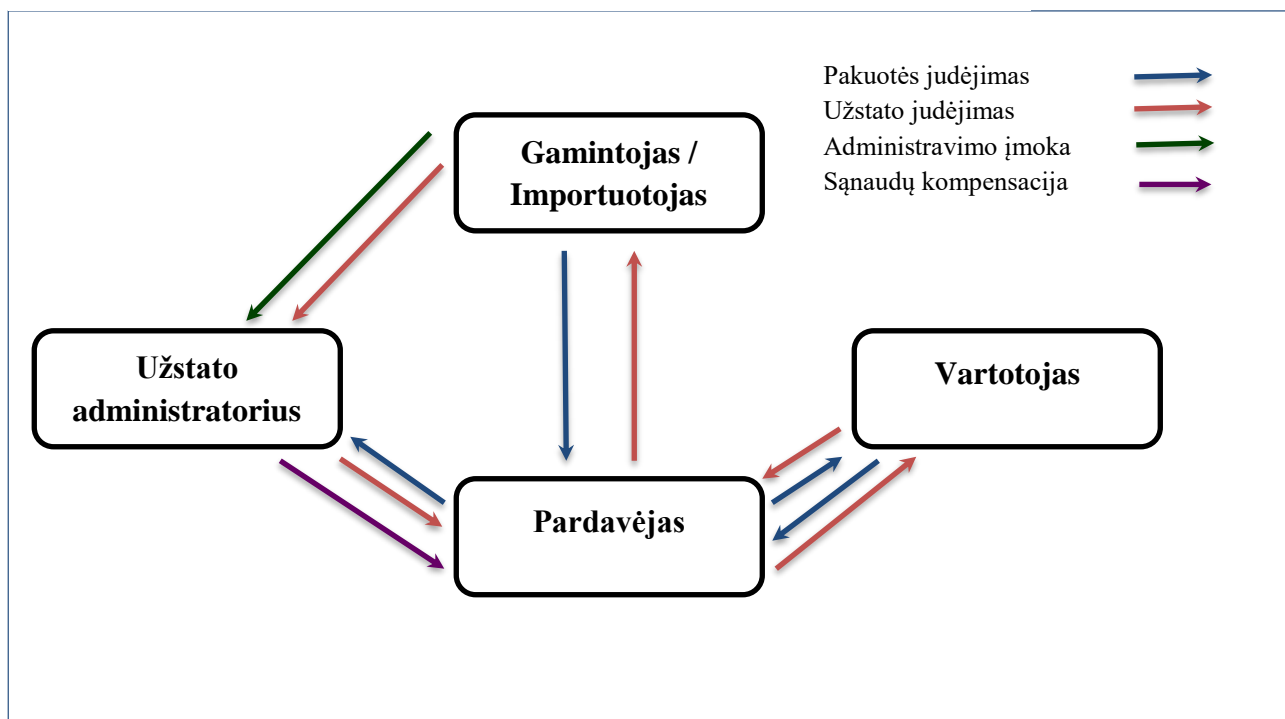 Pakuotės judėjimas
Užstato judėjimas
Administravimo įmoka
Sąnaudų kompensacija
Gamintojas /
Importuotojas
Užstato
administratorius
Vartotojas
Pardavėjas